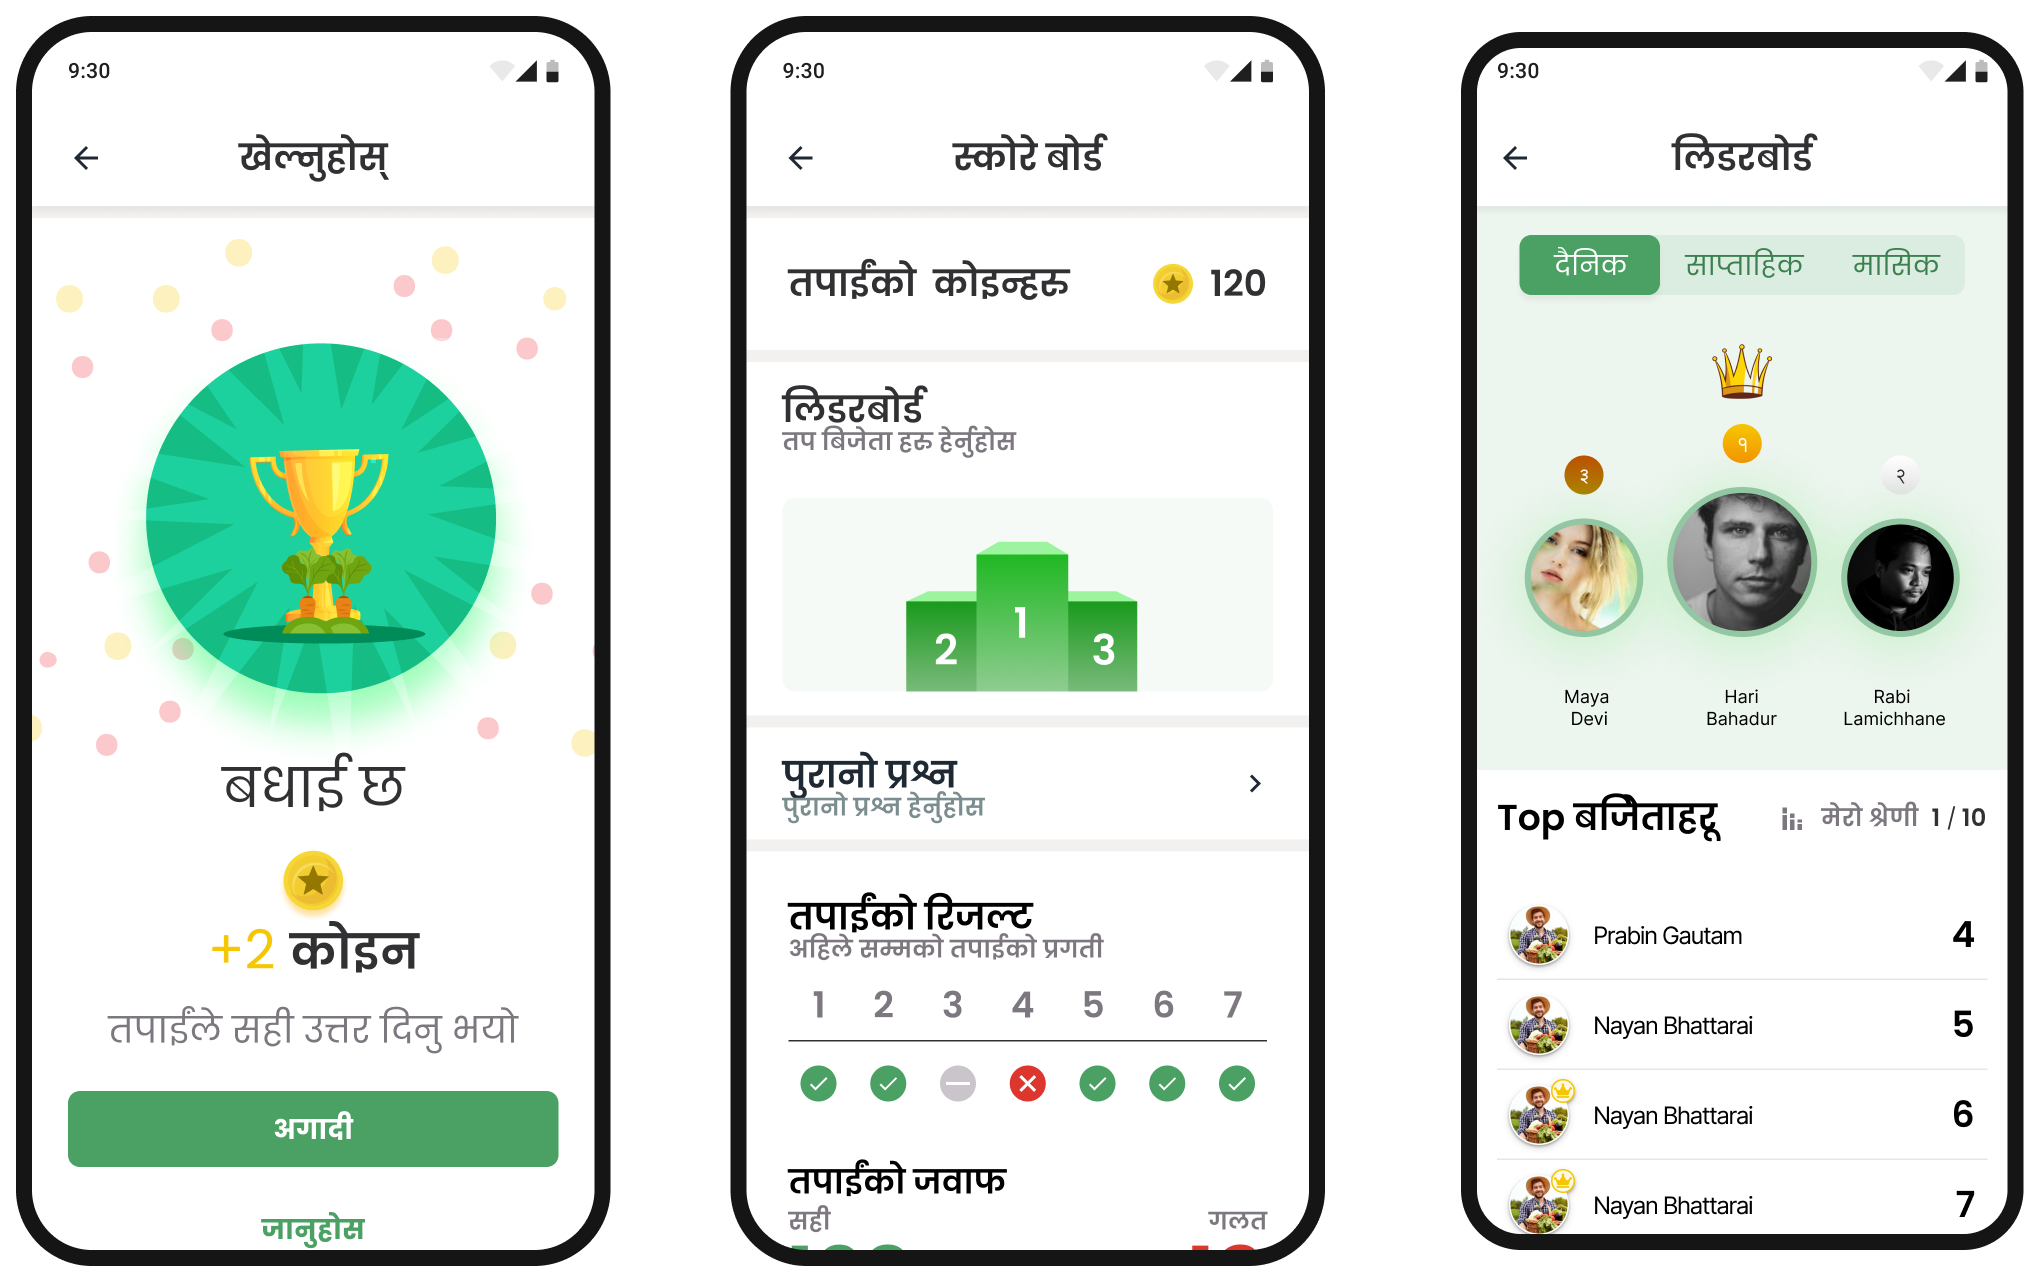 9:30
खेल्नुहोस्
बधाई छ
+2 कोइन
तपाईंले सही उत्तर दिनु भयो
अगादी
जानुहोस
9:30
स्कोरे बोर्ड
तपाईंको कोइन्हरु 120
लिडरबोर्ड
तप बिजेता हरु हेर्नुहोस
2 1 3
पुरानो प्रश्न
पुरानो प्रश्न हेर्नुहोस
तपाईंको रिजल्ट
अहिले सम्मको तपाईको प्रगती
1 2 3 4 5 6 7
तपाईंको जवाफ
सही गलत
9:30
लिडरबोर्ड
दैनिक साप्ताहिक मासिक
१
३ २
Maya Devi
Hari Bahadur
Rabi Lamichhane
Top बिजेताहरू मेरो श्रेणी 1 / 10
Prabin Gautam 4
Nayan Bhattarai 5
Nayan Bhattarai 6
Nayan Bhattarai 7